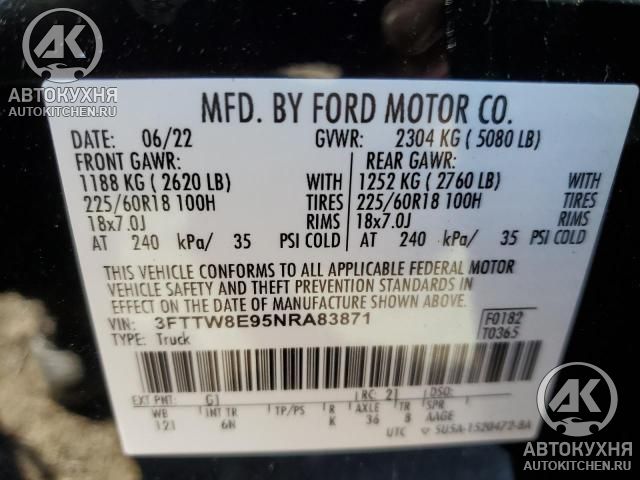 AK
АВТОКУХНЯ
AUTOKITCHEN.RU
MFD. BY FORD MOTOR CO.
DATE: 06/22 GVWR: 2304 KG ( 5080 LB)
FRONT GAWR: REAR GAWR:
1188 KG ( 2620 LB) WITH 1252 KG ( 2760 LB) WITH
225/60R18 100H TIRES 225/60R18 100H TIRES
18x7.0J RIMS 18x7.0J RIMS
AT 240 kPa/ 35 PSI COLD AT 240 kPa/ 35 PSI COLD
THIS VEHICLE CONFORMS TO ALL APPLICABLE FEDERAL MOTOR
VEHICLE SAFETY AND THEFT PREVENTION STANDARDS IN
EFFECT ON THE DATE OF MANUFACTURE SHOWN ABOVE.
VIN: 3FTTW8E95NRA83871 F0182
TYPE: Truck T0365
EXT PNT: G1 RC: 21 DSO:
WB INT TR TP/PS R AXLE TR SPR
121 6N K 36 8 AAGE
UTC 5U5A-1520472-BA
AK
АВТОКУХНЯ
AUTOKITCHEN.RU